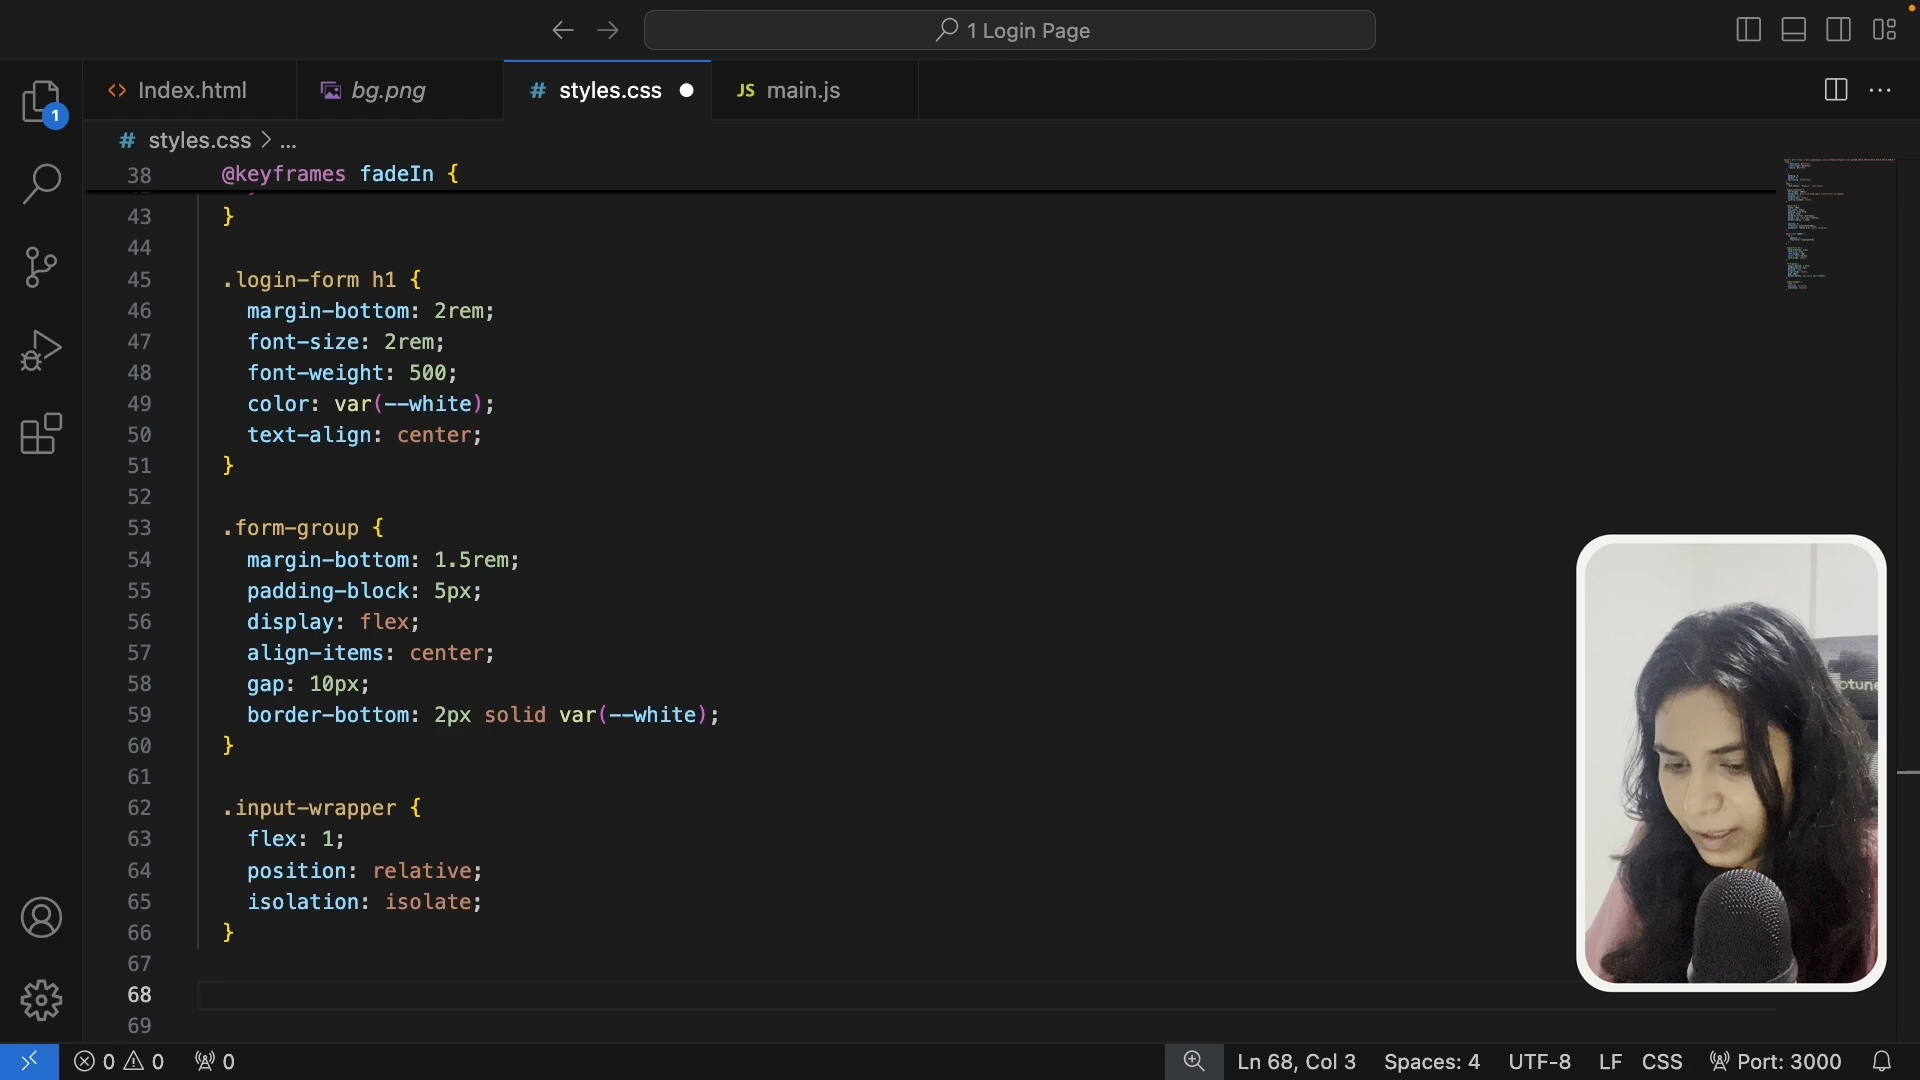 1 Login Page
1
Index.html
bg.png
# styles.css
JS main.js
# styles.css > ...
38 @keyframes fadeIn {
43 }
44
45 .login-form h1 {
46 margin-bottom: 2rem;
47 font-size: 2rem;
48 font-weight: 500;
49 color: var(--white);
50 text-align: center;
51 }
52
53 .form-group {
54 margin-bottom: 1.5rem;
55 padding-block: 5px;
56 display: flex;
57 align-items: center;
58 gap: 10px;
59 border-bottom: 2px solid var(--white);
60 }
61
62 .input-wrapper {
63 flex: 1;
64 position: relative;
65 isolation: isolate;
66 }
67
68
69
0 0 0
Ln 68, Col 3 Spaces: 4 UTF-8 LF CSS Port: 3000